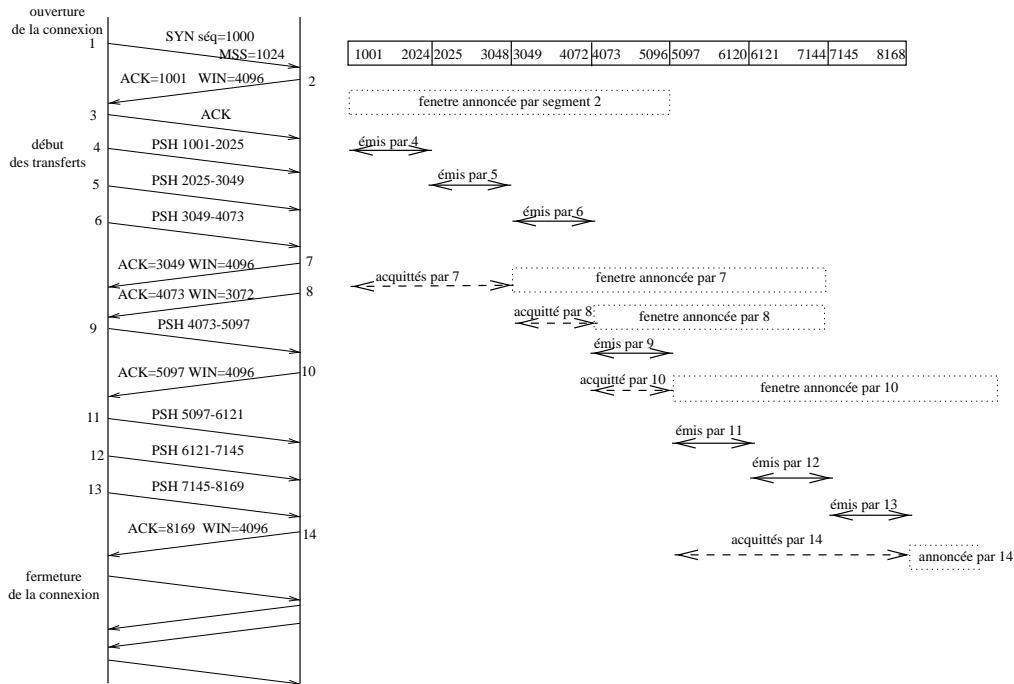 ouverture
de la connexion
1
SYN séq=1000
MSS=1024
1001 2024 2025 3048 3049 4072 4073 5096 5097 6120 6121 7144 7145 8168
ACK=1001 WIN=4096
2
fenetre annoncée par segment 2
3
ACK
début
des transferts
4
PSH 1001-2025
émis par 4
5
PSH 2025-3049
émis par 5
6
PSH 3049-4073
émis par 6
ACK=3049 WIN=4096
7
acquittés par 7
fenetre annoncée par 7
ACK=4073 WIN=3072
8
acquitté par 8
fenetre annoncée par 8
9
PSH 4073-5097
émis par 9
ACK=5097 WIN=4096
10
acquitté par 10
fenetre annoncée par 10
11
PSH 5097-6121
émis par 11
12
PSH 6121-7145
émis par 12
13
PSH 7145-8169
émis par 13
ACK=8169 WIN=4096
14
acquittés par 14
annoncée par 14
fermeture
de la connexion